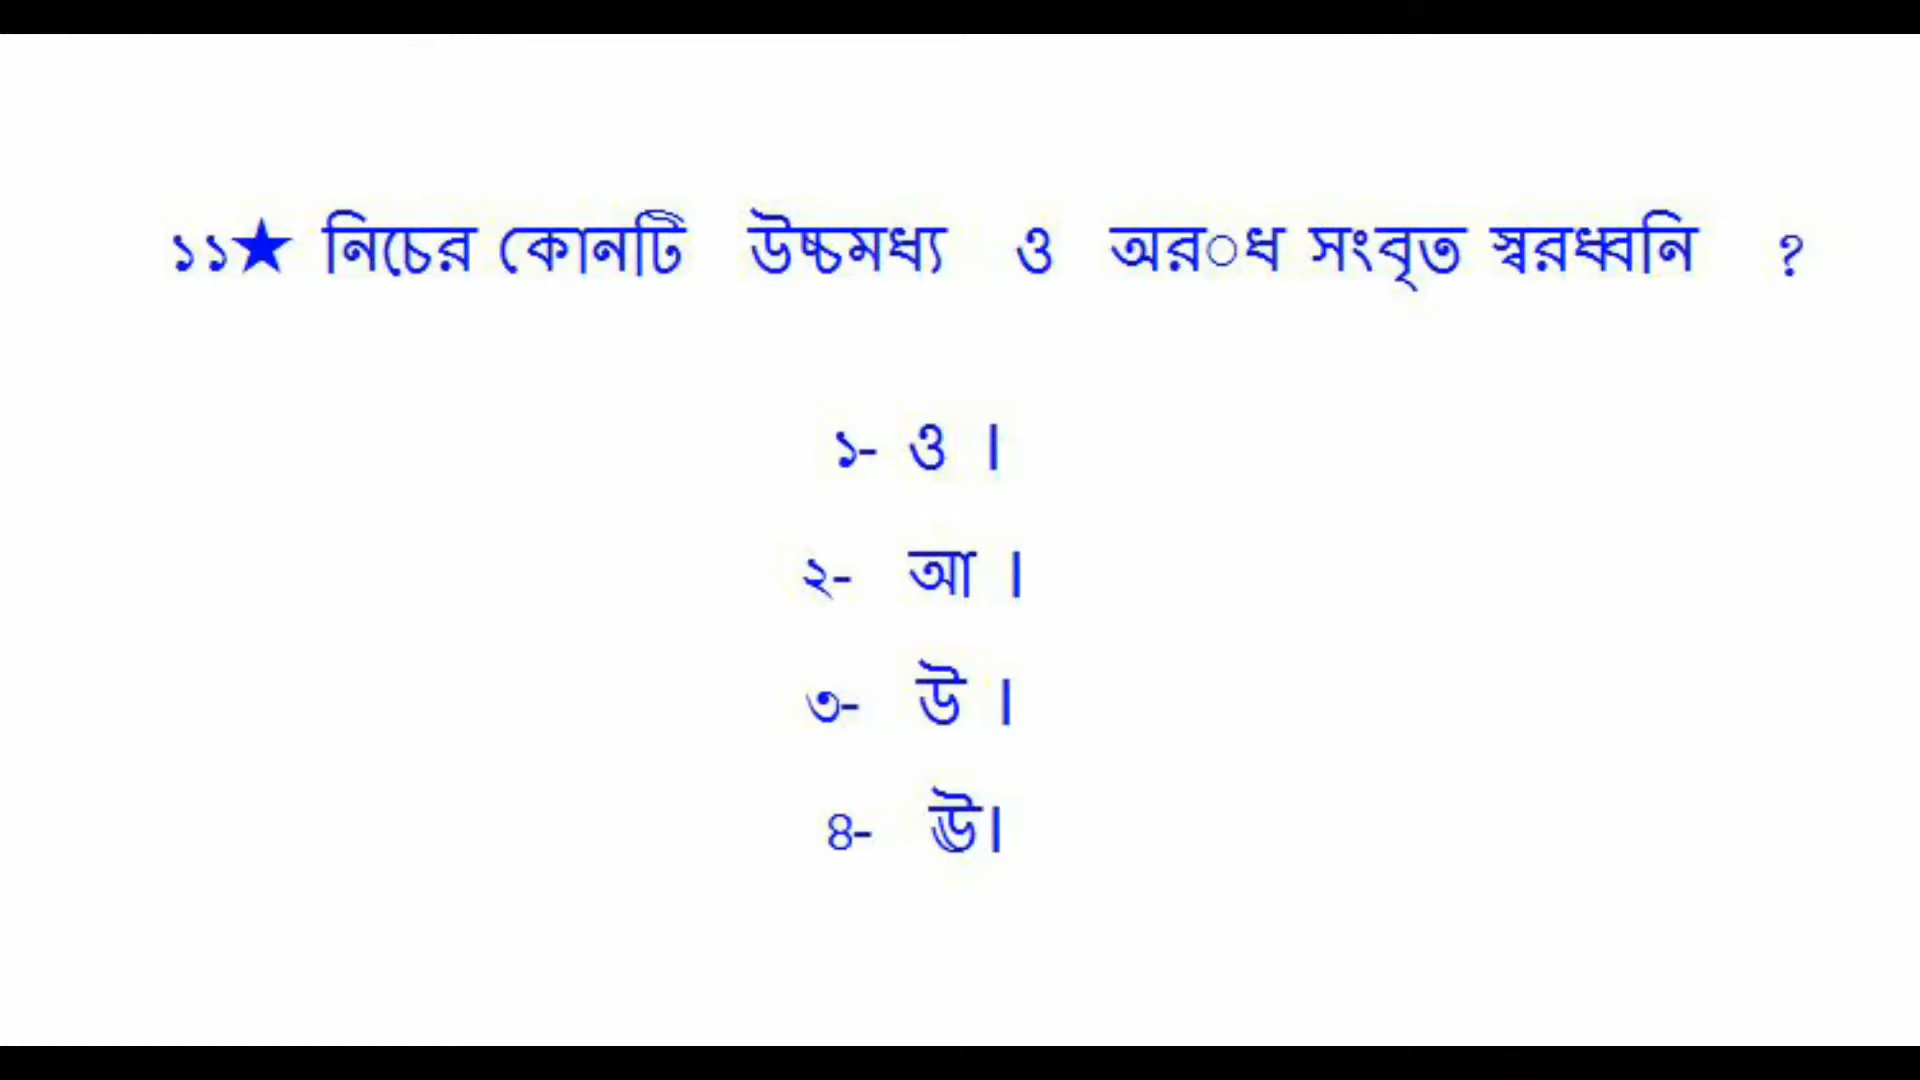 ১১★ নিচের কোনটি উচ্চমধ্য ও অর্ধ সংবৃত স্বরধ্বনি ?
১- ও ।
২- আ ।
৩- উ ।
৪- ঊ।